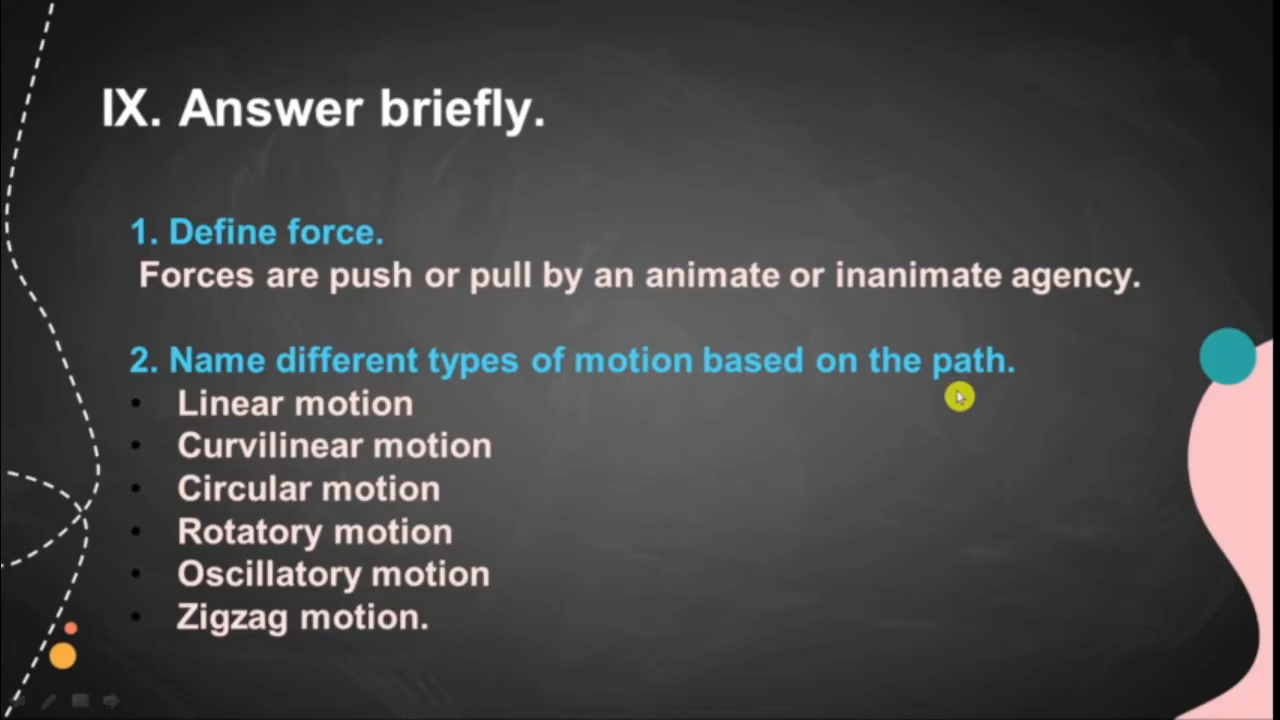 IX. Answer briefly.
1. Define force.
Forces are push or pull by an animate or inanimate agency.
2. Name different types of motion based on the path.
• Linear motion
• Curvilinear motion
• Circular motion
• Rotatory motion
• Oscillatory motion
• Zigzag motion.